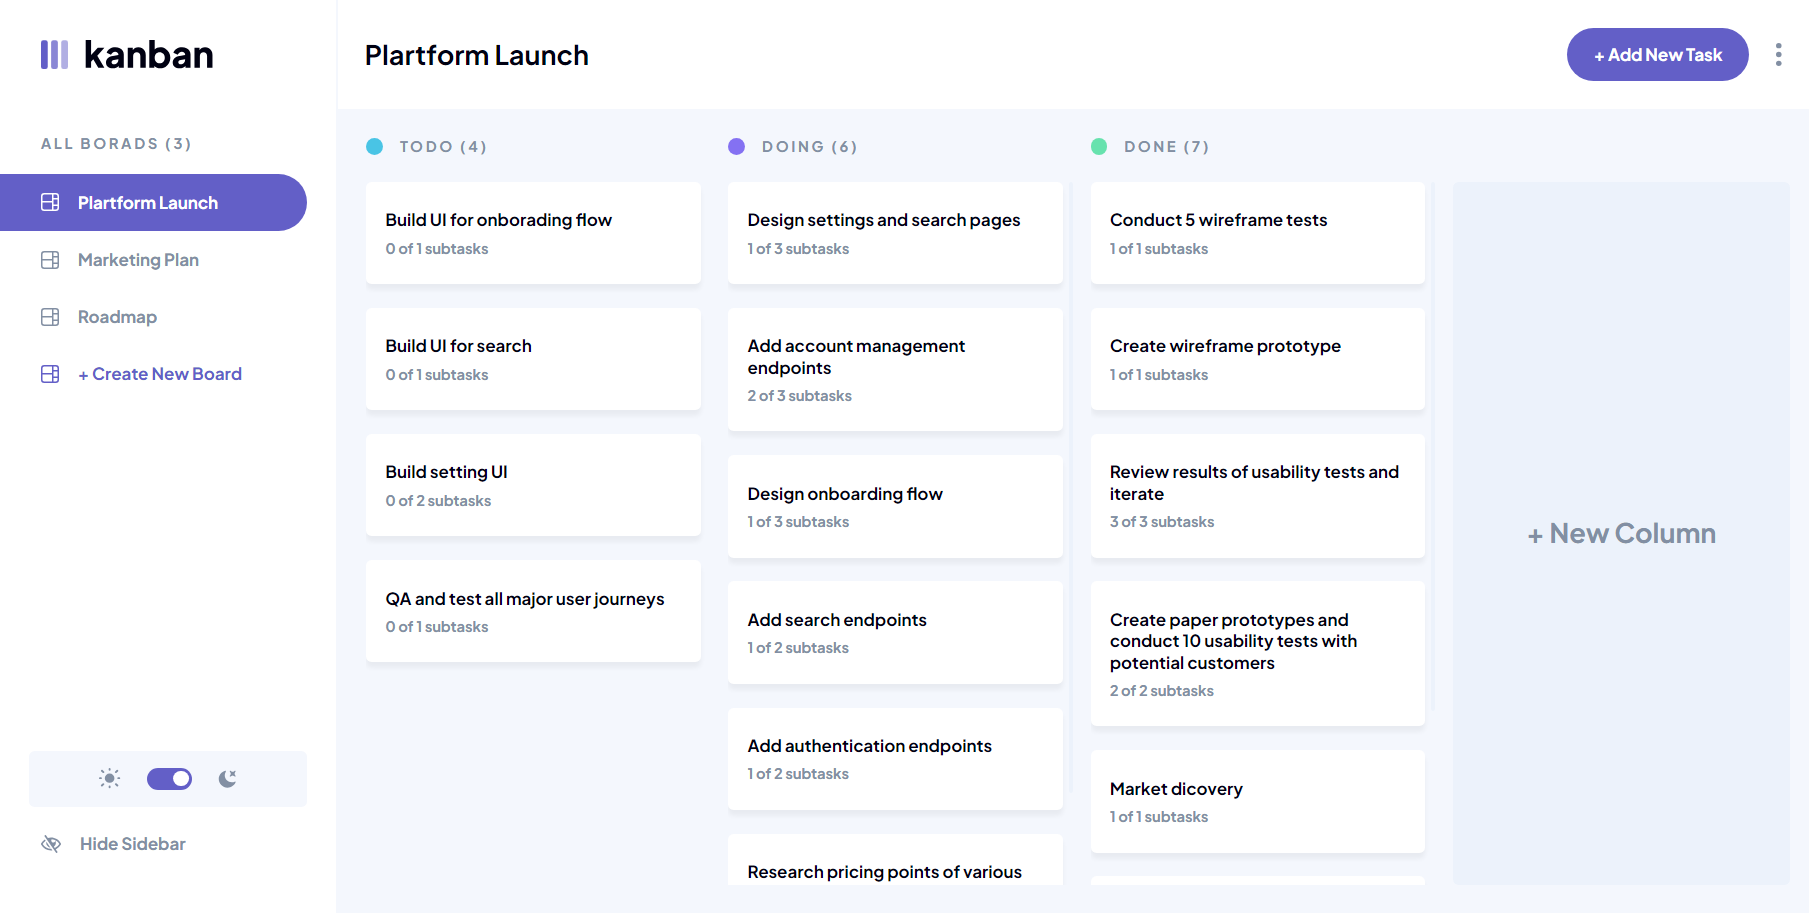 kanban
Plartform Launch
+ Add New Task
ALL BORADS (3)
Plartform Launch
Marketing Plan
Roadmap
+ Create New Board
Hide Sidebar
TODO (4)
Build UI for onborading flow
0 of 1 subtasks
Build UI for search
0 of 1 subtasks
Build setting UI
0 of 2 subtasks
QA and test all major user journeys
0 of 1 subtasks
DOING (6)
Design settings and search pages
1 of 3 subtasks
Add account management
endpoints
2 of 3 subtasks
Design onboarding flow
1 of 3 subtasks
Add search endpoints
1 of 2 subtasks
Add authentication endpoints
1 of 2 subtasks
Research pricing points of various
DONE (7)
Conduct 5 wireframe tests
1 of 1 subtasks
Create wireframe prototype
1 of 1 subtasks
Review results of usability tests and
iterate
3 of 3 subtasks
Create paper prototypes and
conduct 10 usability tests with
potential customers
2 of 2 subtasks
Market dicovery
1 of 1 subtasks
+ New Column